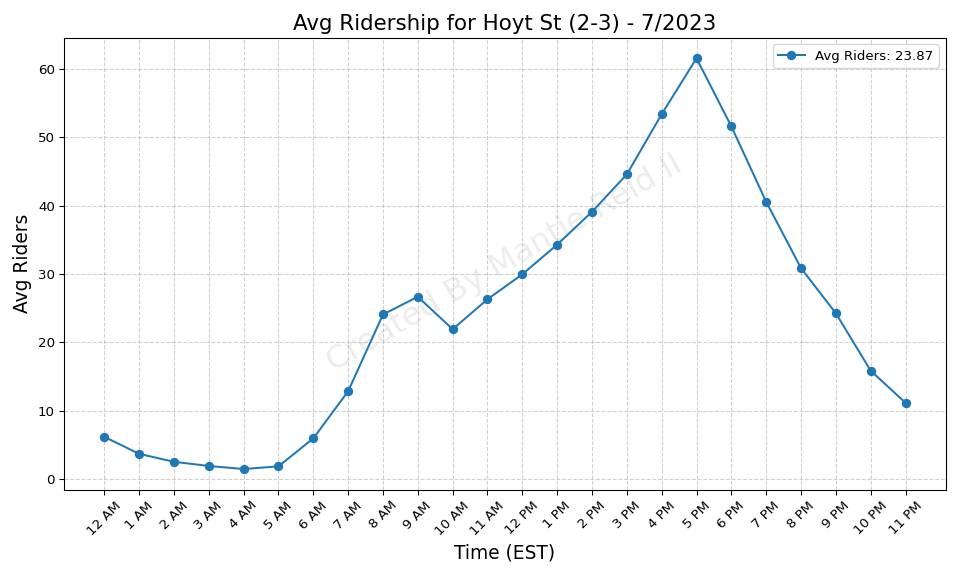 Avg Ridership for Hoyt St (2-3) - 7/2023
Avg Riders: 23.87
Avg Riders
60
50
40
30
20
10
0
Created By Mantie Reid II
12 AM
1 AM
2 AM
3 AM
4 AM
5 AM
6 AM
7 AM
8 AM
9 AM
10 AM
11 AM
12 PM
1 PM
2 PM
3 PM
4 PM
5 PM
6 PM
7 PM
8 PM
9 PM
10 PM
11 PM
Time (EST)